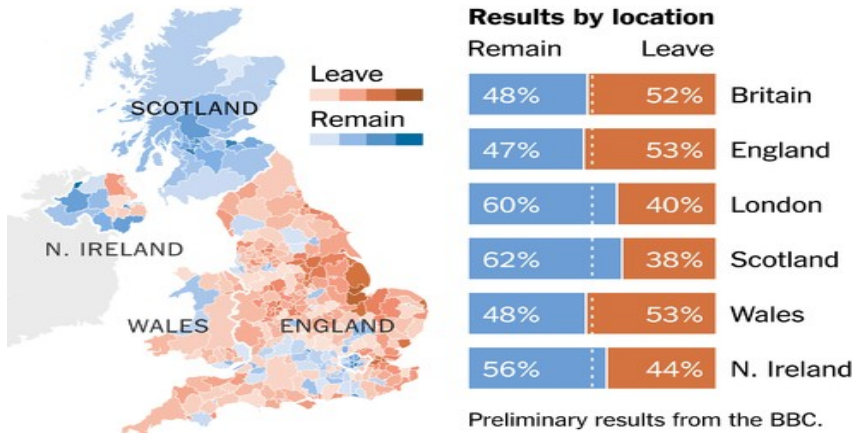 Leave
SCOTLAND
Remain
N. IRELAND
WALES
ENGLAND
Results by location
Remain Leave
48% 52% Britain
47% 53% England
60% 40% London
62% 38% Scotland
48% 53% Wales
56% 44% N. Ireland
Preliminary results from the BBC.